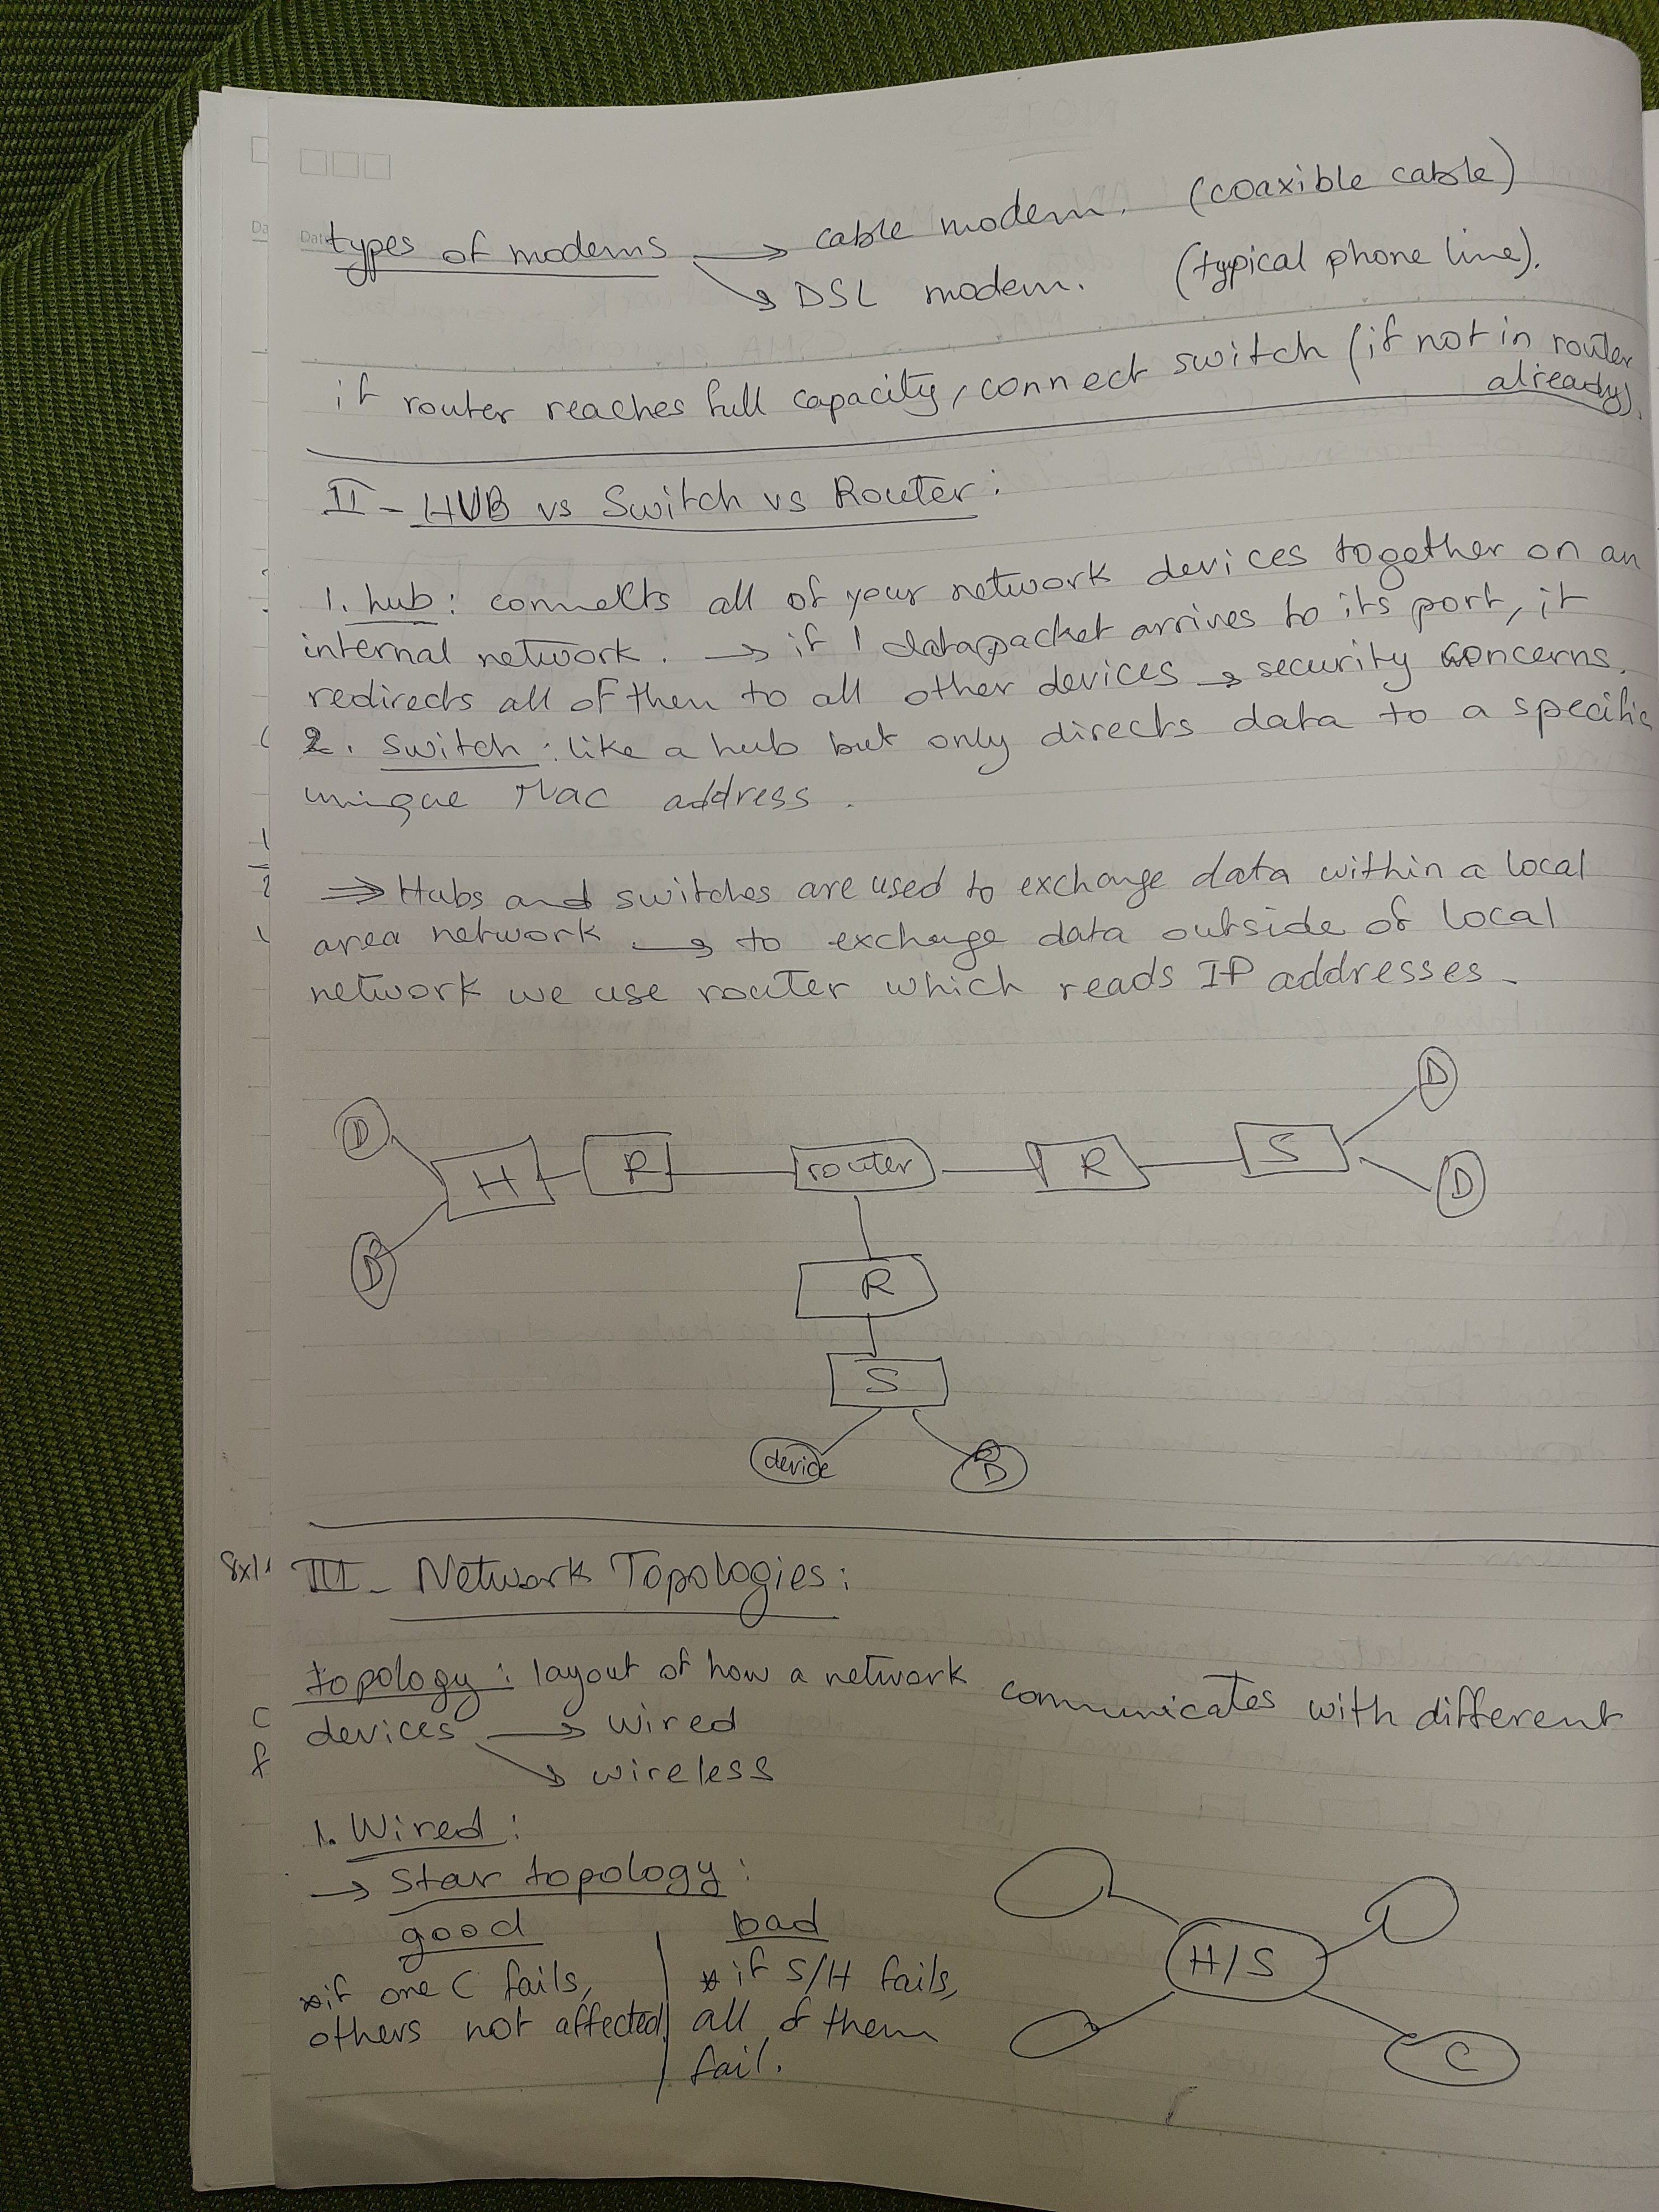 types of modems → cable modem. (coaxible cable)
↘ DSL modem. (typical phone line).
if router reaches full capacity, connect switch (if not in router
already).
II - HUB vs Switch vs Router:
1. hub: connects all of your network devices together on an
internal network. → if 1 datapacket arrives to its port, it
redirects all of them to all other devices → security concerns.
2. switch: like a hub but only directs data to a specific
unique Mac address.
⇒ Hubs and switches are used to exchange data within a local
area network → to exchange data outside of local
network we use router which reads IP addresses.
D
D
H R router R S
D
D
R
S
device D
III - Network Topologies:
topology: layout of how a network communicates with different
devices → wired
↘ wireless
1. Wired:
→ Star topology:
good bad
*if one C fails, *if S/H fails,
others not affected all of them
fail.
H/S
C